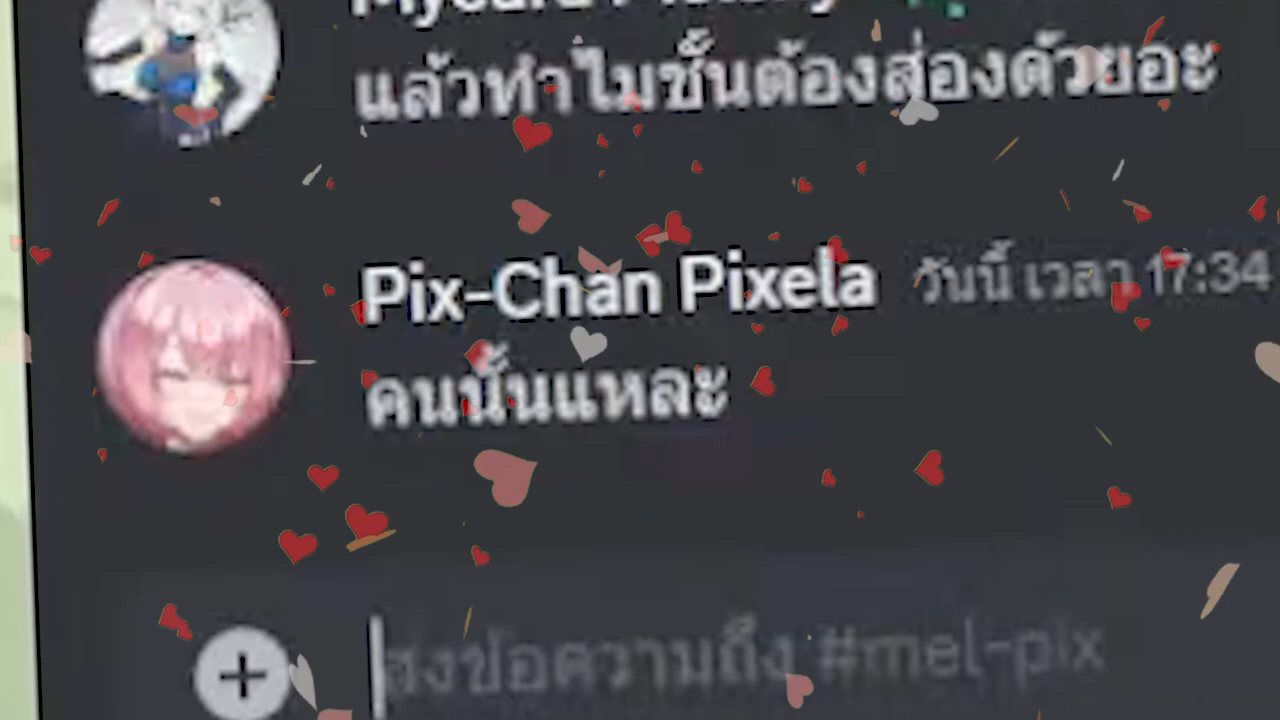 แล้วทำไมชั้นต้องส่องด้วยอะ
Pix-Chan Pixela วันนี้ เวลา 17:34
คนนั้นแหละ
ส่งข้อความถึง #mel-pix